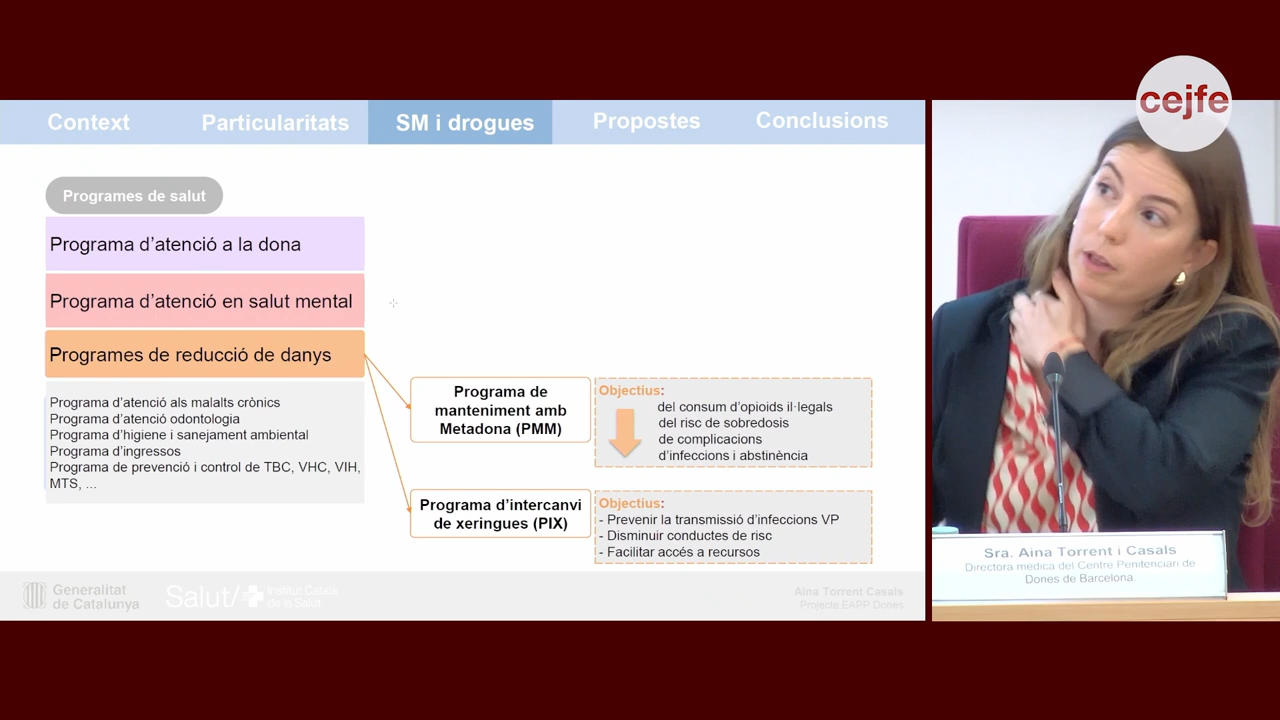 cejfe
Context
Particularitats
SM i drogues
Propostes
Conclusions
Programes de salut
Programa d’atenció a la dona
Programa d’atenció en salut mental
Programes de reducció de danys
Programa d’atenció als malalts crònics
Programa d’atenció odontologia
Programa d’higiene i sanejament ambiental
Programa d’ingressos
Programa de prevenció i control de TBC, VHC, VIH,
MTS, ...
Programa de
manteniment amb
Metadona (PMM)
Objectius:
del consum d’opioids il·legals
del risc de sobredosis
de complicacions
d’infeccions i abstinència
Programa d’intercanvi
de xeringues (PIX)
Objectius:
- Prevenir la transmissió d’infeccions VP
- Disminuir conductes de risc
- Facilitar accés a recursos
Generalitat
de Catalunya
Salut/
Institut Català
de la Salut
Aina Torrent Casals
Projecte EAPP Dones
Sra. Aina Torrent i Casals
Directora mèdica del Centre Penitenciari de
Dones de Barcelona.